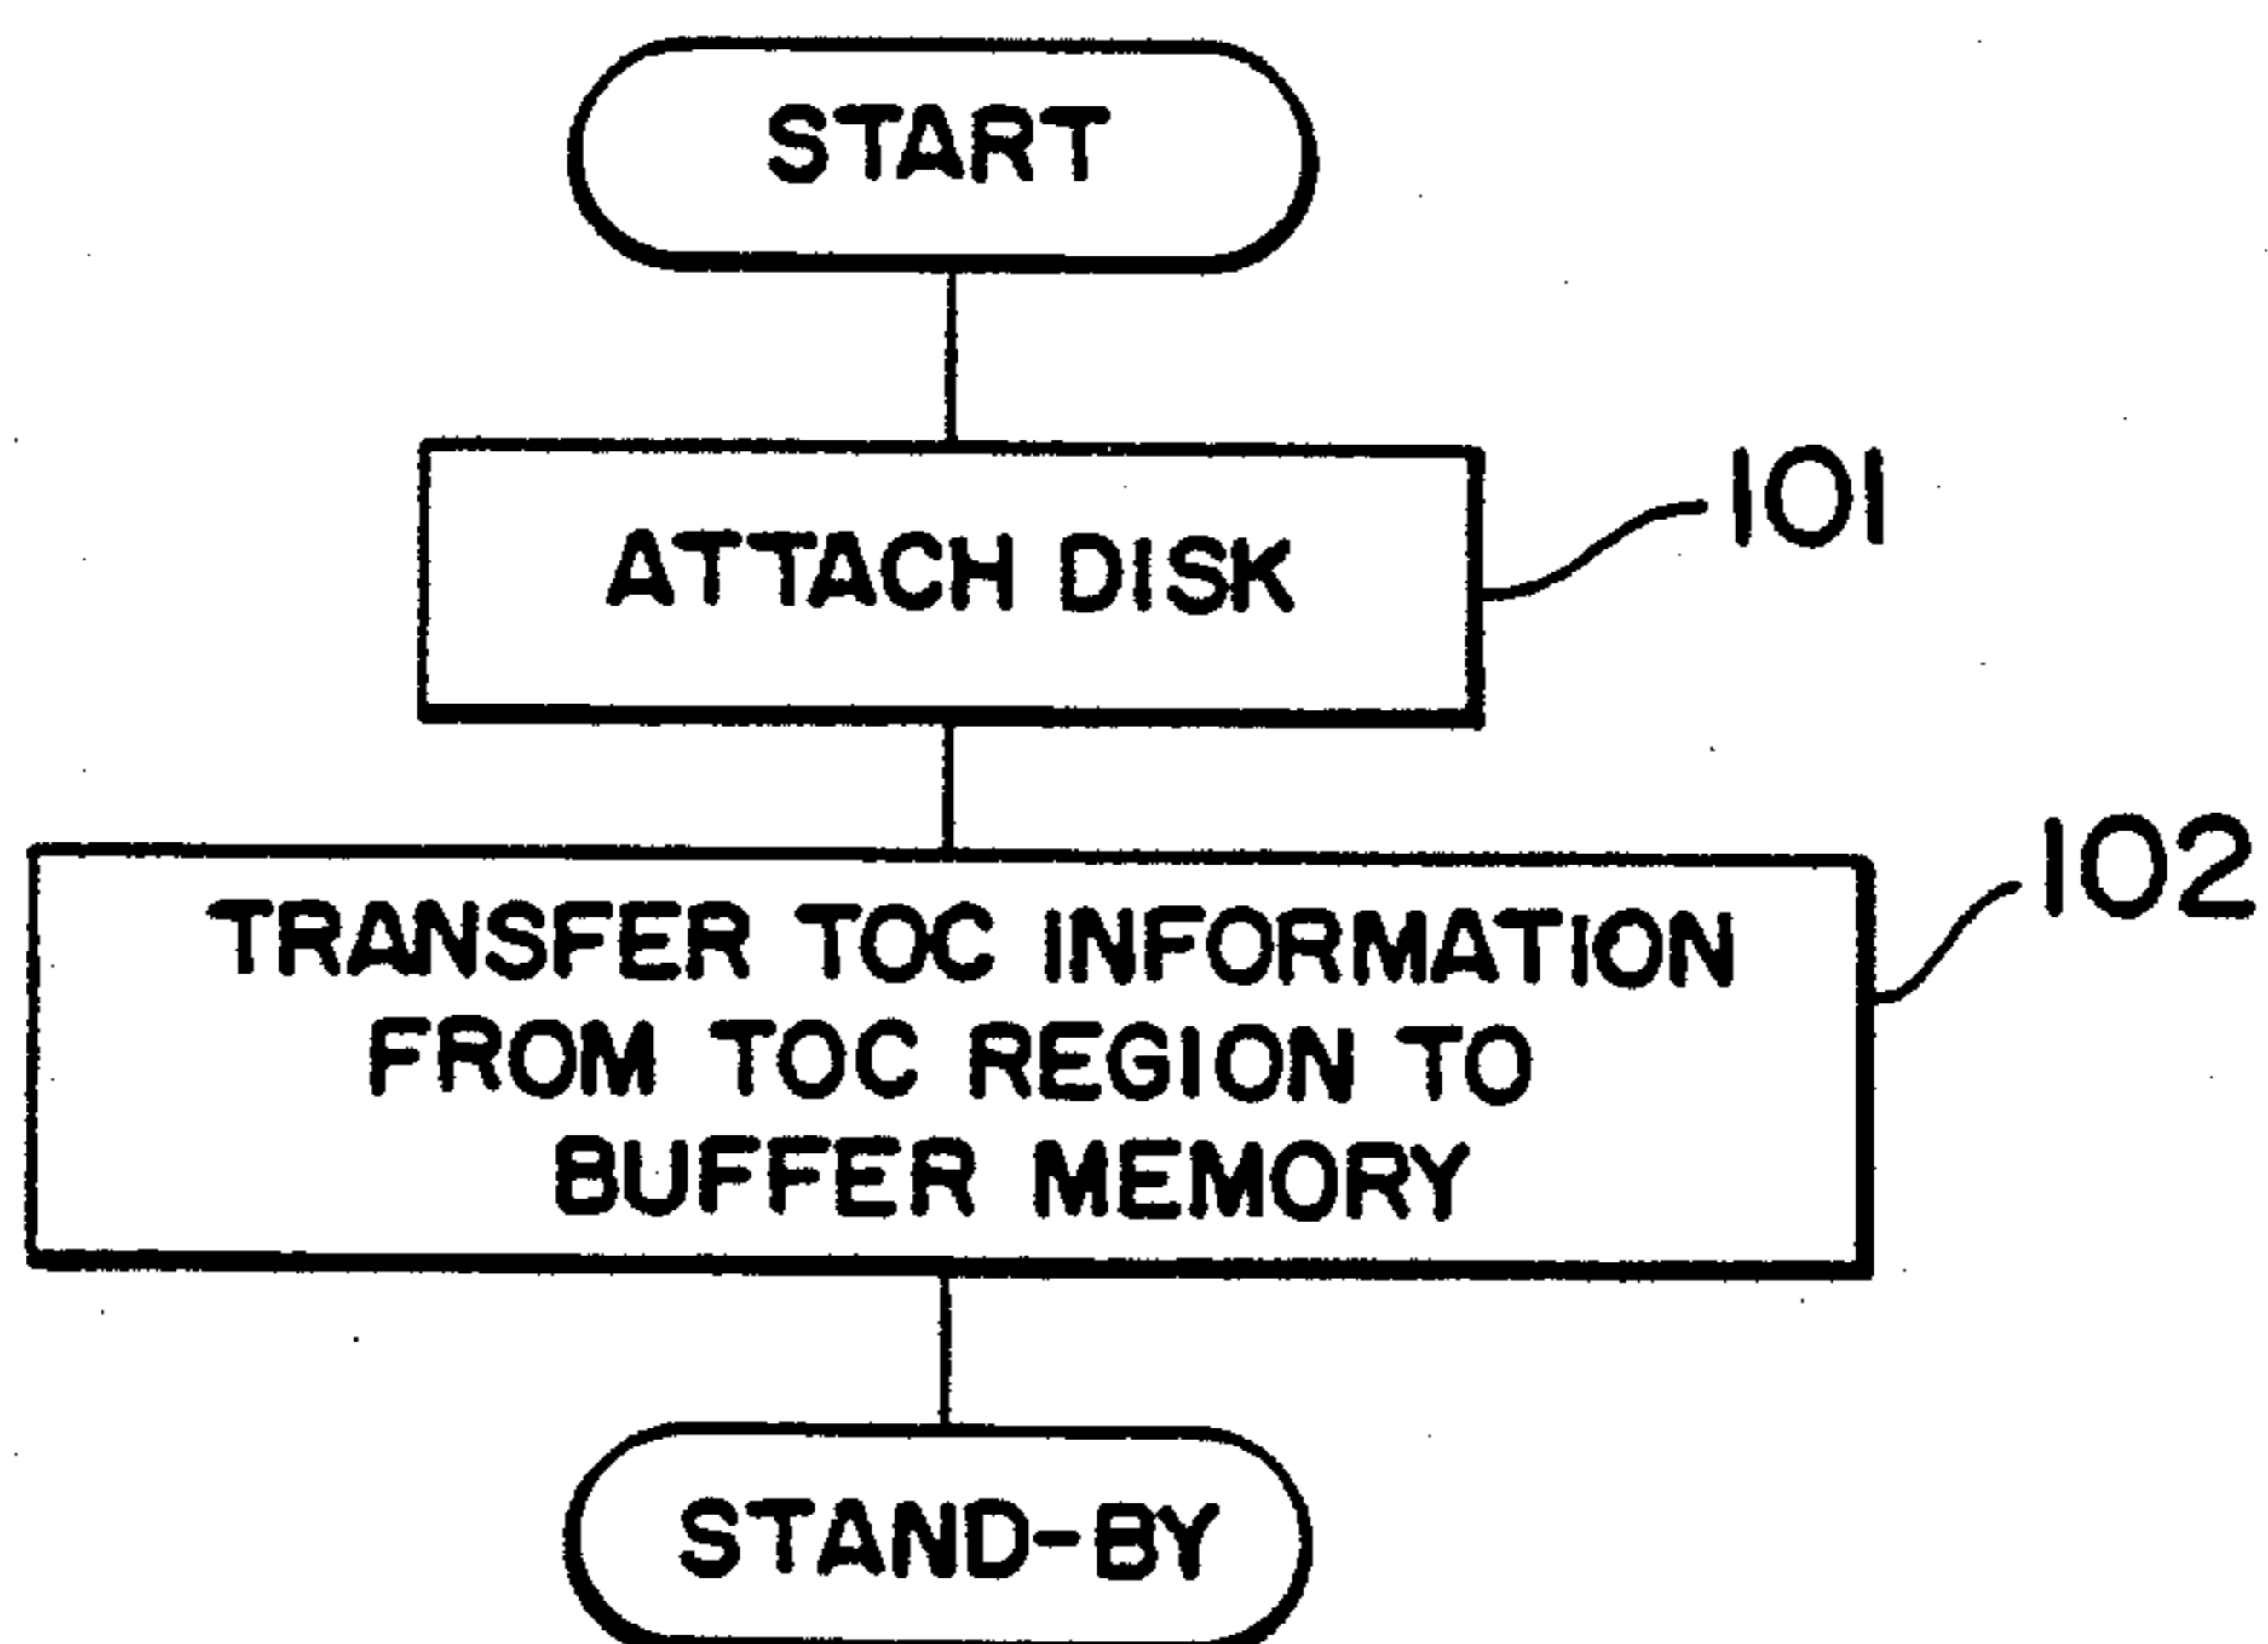 START
ATTACH DISK
101
TRANSFER TOC INFORMATION
FROM TOC REGION TO
BUFFER MEMORY
102
STAND-BY